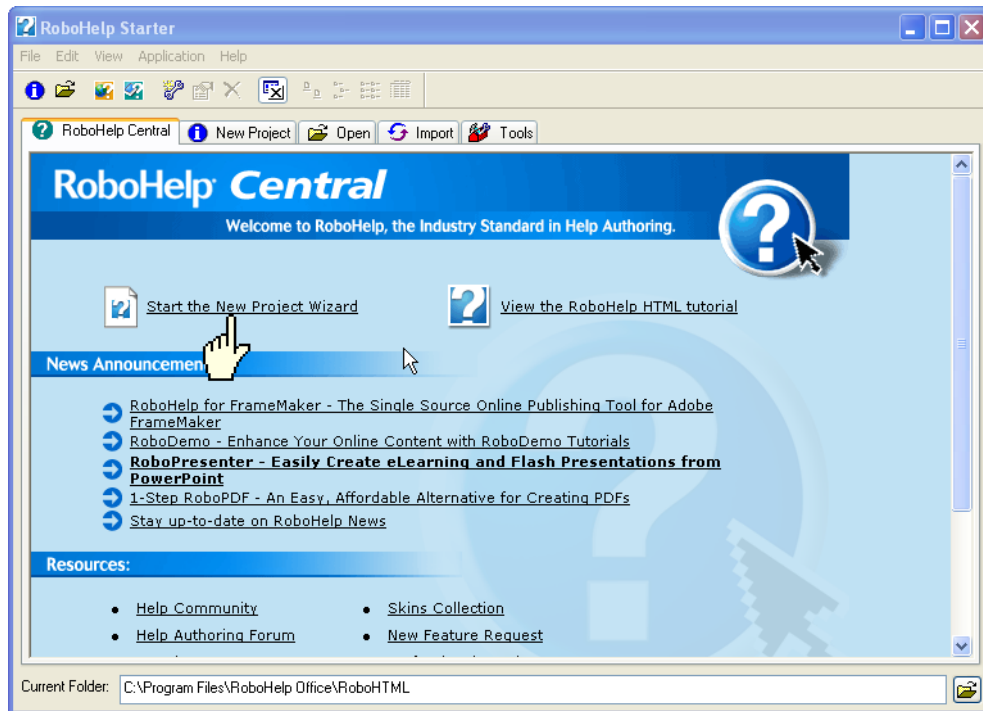 RoboHelp Starter
File Edit View Application Help
RoboHelp Central New Project Open Import Tools
RoboHelp Central
Welcome to RoboHelp, the Industry Standard in Help Authoring.
Start the New Project Wizard View the RoboHelp HTML tutorial
News
RoboHelp for FrameMaker - The Single Source Online Publishing Tool for Adobe
FrameMaker
RoboDemo - Enhance Your Online Content with RoboDemo Tutorials
RoboPresenter - Easily Create eLearning and Flash Presentations from
PowerPoint
1-Step RoboPDF - An Easy, Affordable Alternative for Creating PDFs
Stay up-to-date on RoboHelp News
Resources:
Help Community Skins Collection
Help Authoring Forum New Feature Request
Current Folder: C:\Program Files\RoboHelp Office\RoboHTML